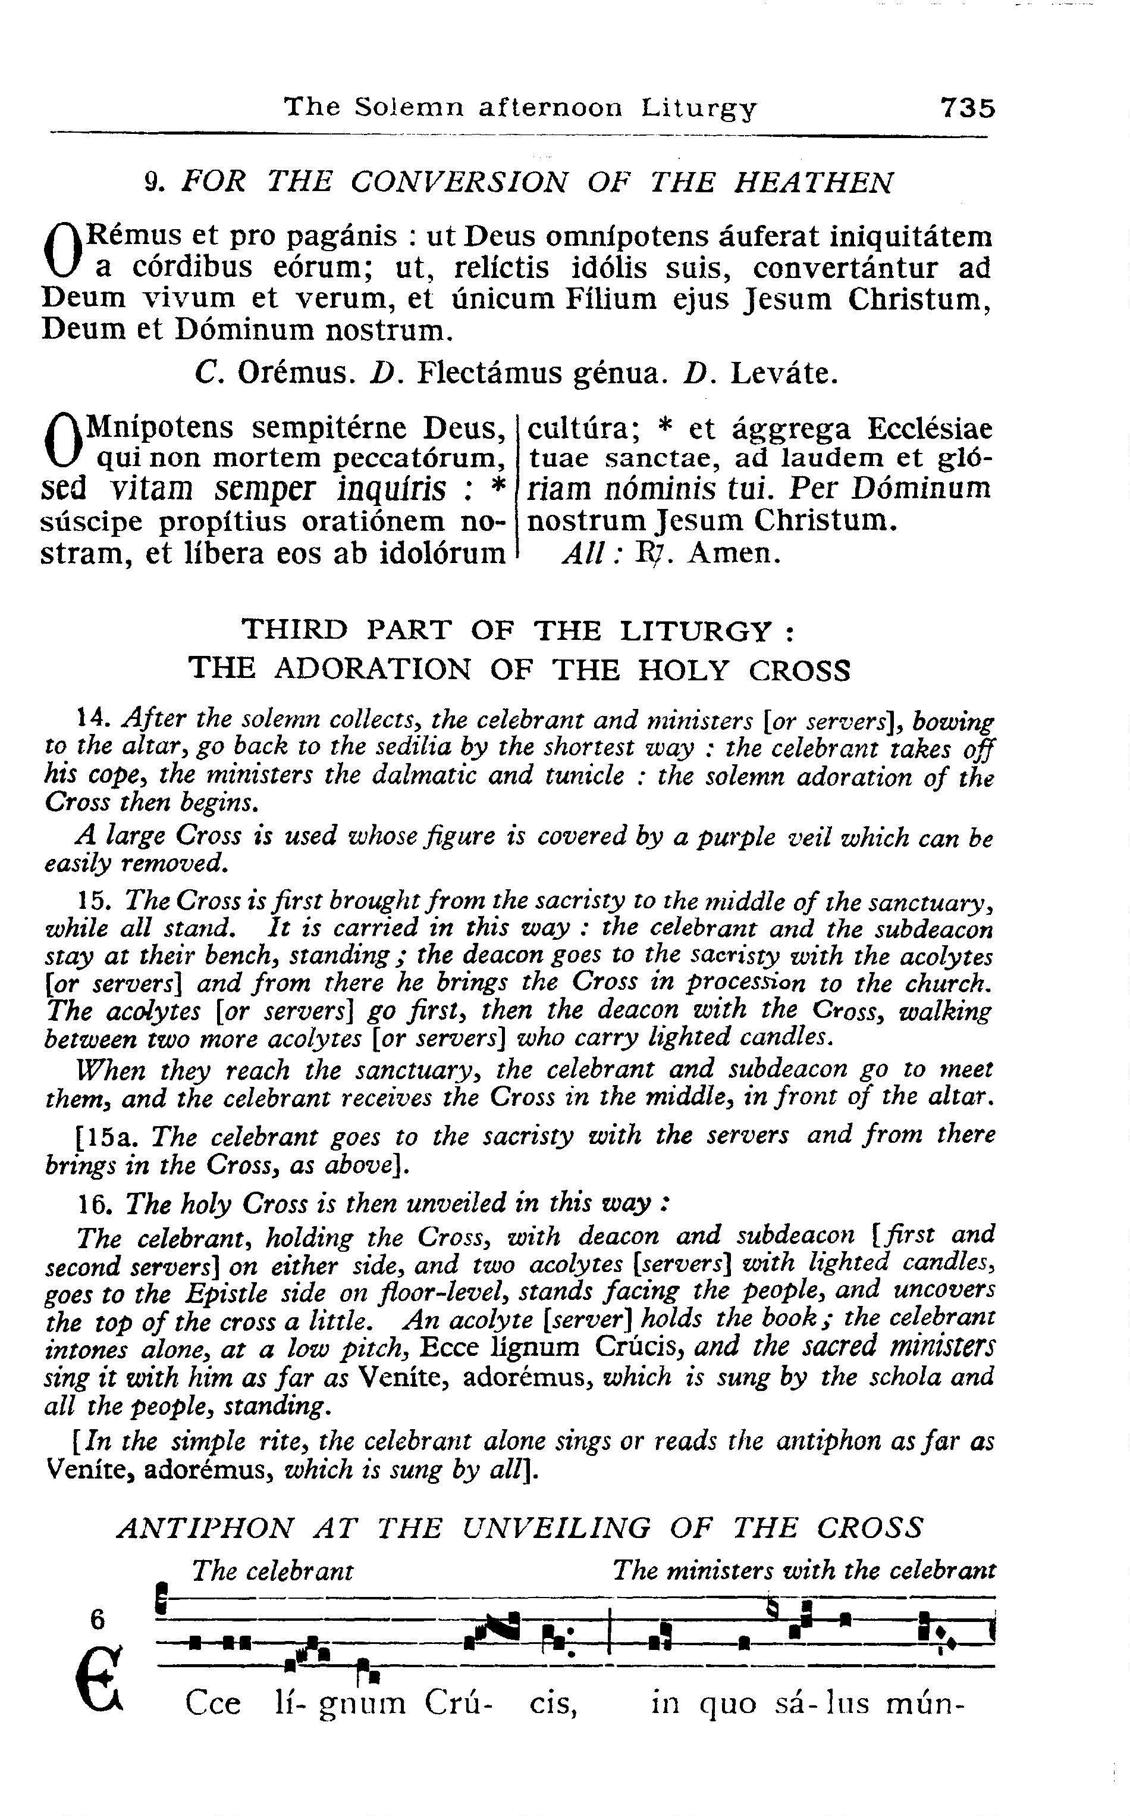 The Solemn afternoon Liturgy 735
9. FOR THE CONVERSION OF THE HEATHEN
ORémus et pro pagánis : ut Deus omnípotens áuferat iniquitátem
a córdibus eórum; ut, relíctis idólis suis, convertántur ad
Deum vivum et verum, et únicum Fílium ejus Jesum Christum,
Deum et Dóminum nostrum.
C. Orémus. D. Flectámus génua. D. Leváte.
OMnípotens sempitérne Deus,
qui non mortem peccatórum,
sed vitam semper inquíris : *
súscipe propítius oratiónem no-
stram, et líbera eos ab idolórum
cultúra; * et ággrega Ecclésiae
tuae sanctae, ad laudem et gló-
riam nóminis tui. Per Dóminum
nostrum Jesum Christum.
All : ℟. Amen.
THIRD PART OF THE LITURGY :
THE ADORATION OF THE HOLY CROSS
14. After the solemn collects, the celebrant and ministers [or servers], bowing
to the altar, go back to the sedilia by the shortest way : the celebrant takes off
his cope, the ministers the dalmatic and tunicle : the solemn adoration of the
Cross then begins.
A large Cross is used whose figure is covered by a purple veil which can be
easily removed.
15. The Cross is first brought from the sacristy to the middle of the sanctuary,
while all stand. It is carried in this way : the celebrant and the subdeacon
stay at their bench, standing ; the deacon goes to the sacristy with the acolytes
[or servers] and from there he brings the Cross in procession to the church.
The acolytes [or servers] go first, then the deacon with the Cross, walking
between two more acolytes [or servers] who carry lighted candles.
When they reach the sanctuary, the celebrant and subdeacon go to meet
them, and the celebrant receives the Cross in the middle, in front of the altar.
[15a. The celebrant goes to the sacristy with the servers and from there
brings in the Cross, as above].
16. The holy Cross is then unveiled in this way :
The celebrant, holding the Cross, with deacon and subdeacon [first and
second servers] on either side, and two acolytes [servers] with lighted candles,
goes to the Epistle side on floor-level, stands facing the people, and uncovers
the top of the cross a little. An acolyte [server] holds the book ; the celebrant
intones alone, at a low pitch, Ecce lígnum Crúcis, and the sacred ministers
sing it with him as far as Veníte, adorémus, which is sung by the schola and
all the people, standing.
[In the simple rite, the celebrant alone sings or reads the antiphon as far as
Veníte, adorémus, which is sung by all].
ANTIPHON AT THE UNVEILING OF THE CROSS
The celebrant The ministers with the celebrant
6
ECce lí- gnum Crú- cis, in quo sá- lus mún-